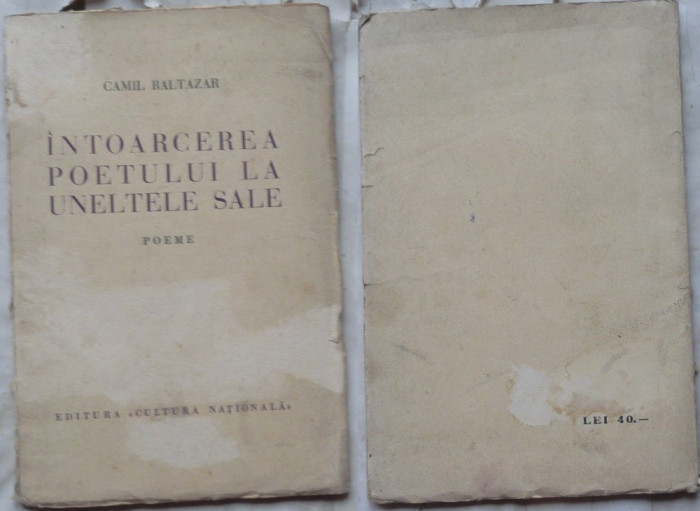 CAMIL BALTAZAR
ÎNTOARCEREA
POETULUI LA
UNELTELE SALE
POEME
EDITURA «CULTURA NAȚIONALĂ»
LEI 40.—